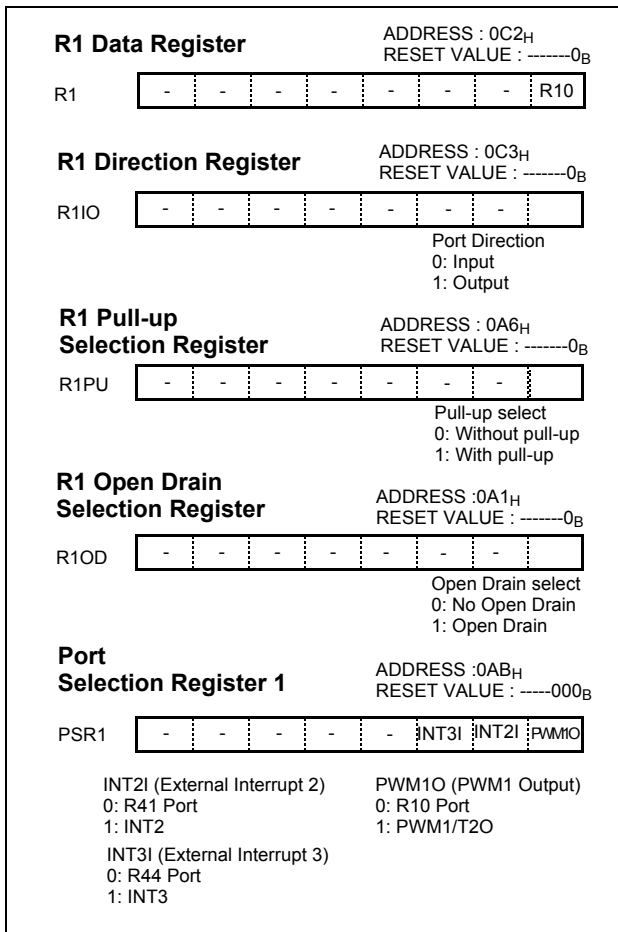 R1 Data Register
ADDRESS : 0C2H
RESET VALUE : -------0B
R1 - - - - - - - R10
R1 Direction Register
ADDRESS : 0C3H
RESET VALUE : -------0B
R1IO - - - - - - -
Port Direction
0: Input
1: Output
R1 Pull-up
Selection Register
ADDRESS : 0A6H
RESET VALUE : -------0B
R1PU - - - - - - -
Pull-up select
0: Without pull-up
1: With pull-up
R1 Open Drain
Selection Register
ADDRESS :0A1H
RESET VALUE : -------0B
R1OD - - - - - - -
Open Drain select
0: No Open Drain
1: Open Drain
Port
Selection Register 1
ADDRESS :0ABH
RESET VALUE : -----000B
PSR1 - - - - - INT3I INT2I PWM1O
INT2I (External Interrupt 2)
0: R41 Port
1: INT2
INT3I (External Interrupt 3)
0: R44 Port
1: INT3
PWM1O (PWM1 Output)
0: R10 Port
1: PWM1/T2O